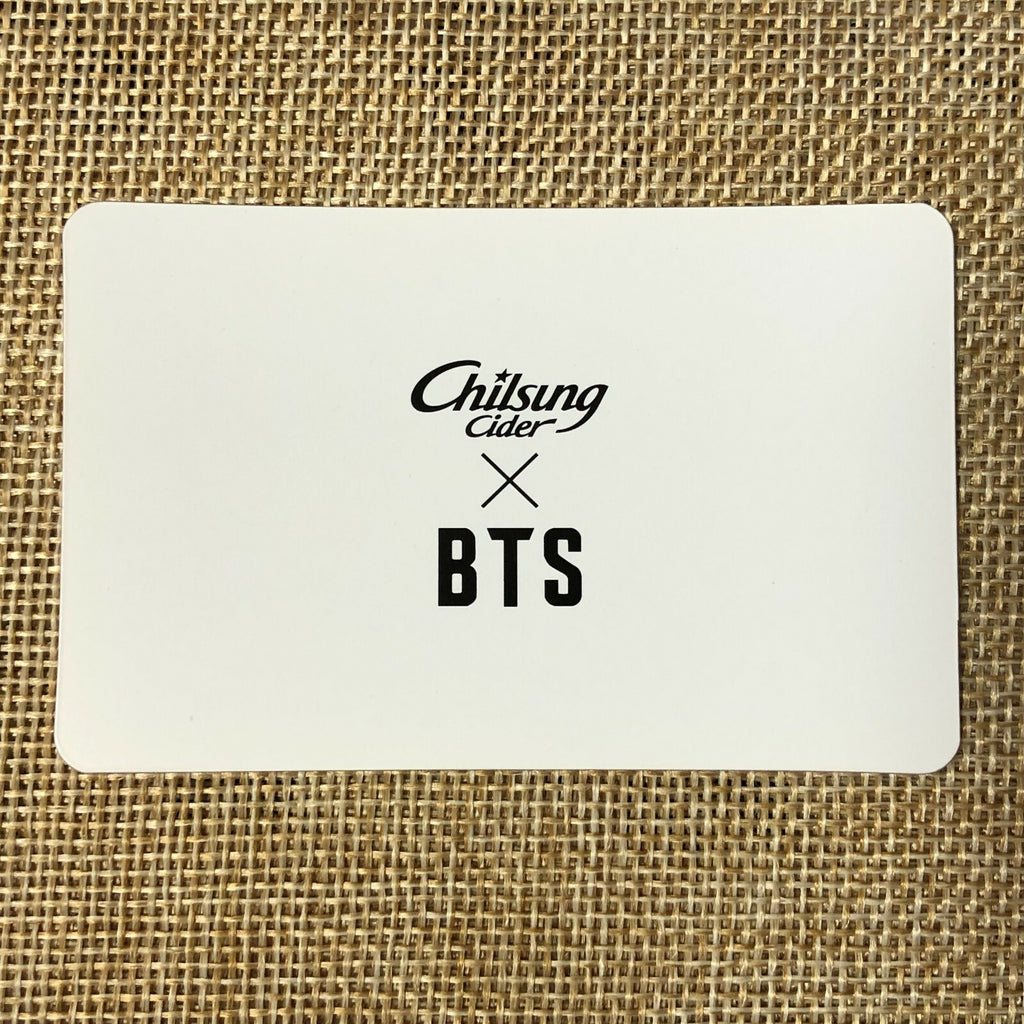 Chilsung
Cider
×
BTS